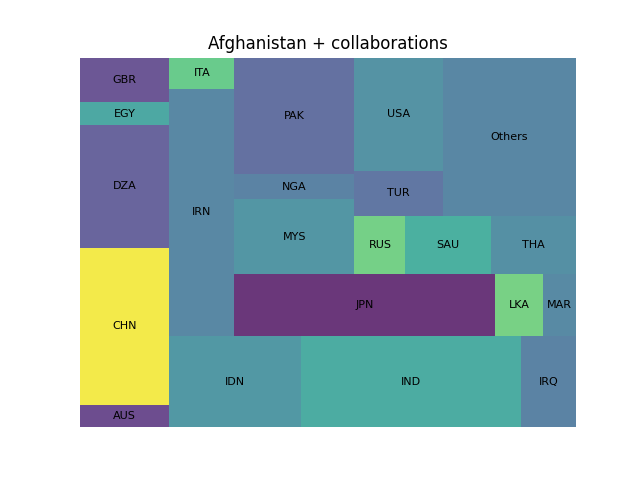 Afghanistan + collaborations
GBR
EGY
DZA
CHN
AUS
ITA
IRN
PAK
NGA
MYS
USA
TUR
Others
RUS
SAU
THA
JPN
LKA
MAR
IDN
IND
IRQ